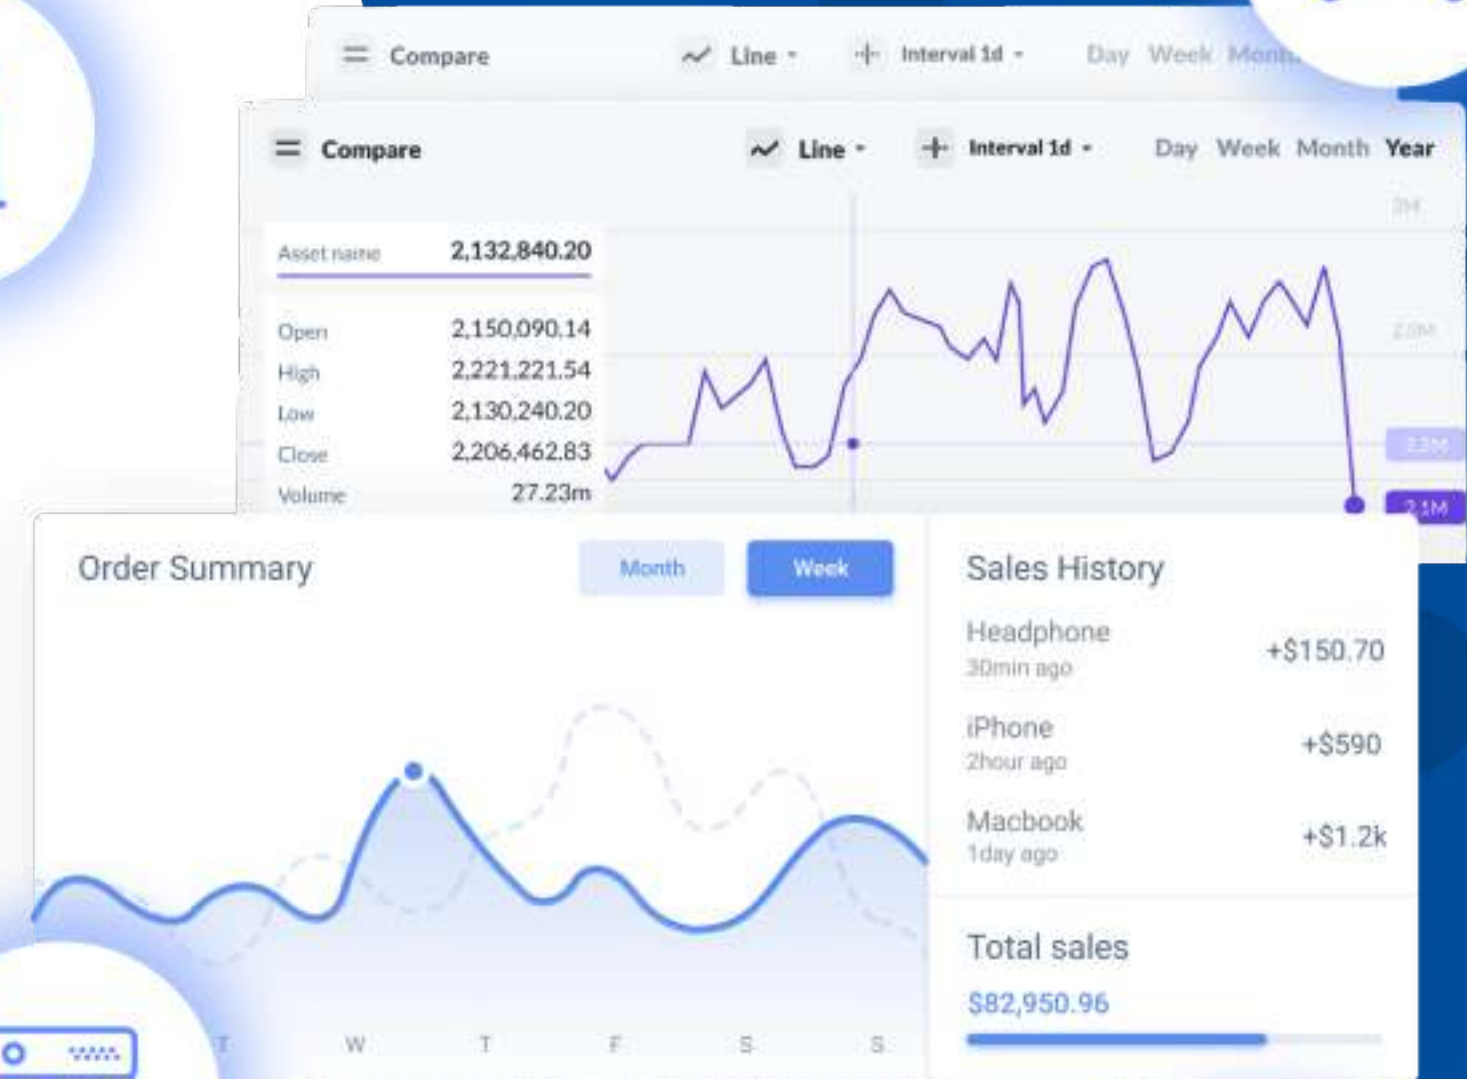 Compare Line Interval 1d Day Week
Compare Line Interval 1d Day Week Month Year
3M
Asset name 2,132,840.20
Open 2,150,090.14
High 2,221,221.54
Low 2,130,240.20
Close 2,206,462.83
Volume 27.23m
2.1M
Order Summary Month Week
T W T F S S
Sales History
Headphone +$150.70
30min ago
iPhone +$590
2hour ago
Macbook +$1.2k
1day ago
Total sales
$82,950.96